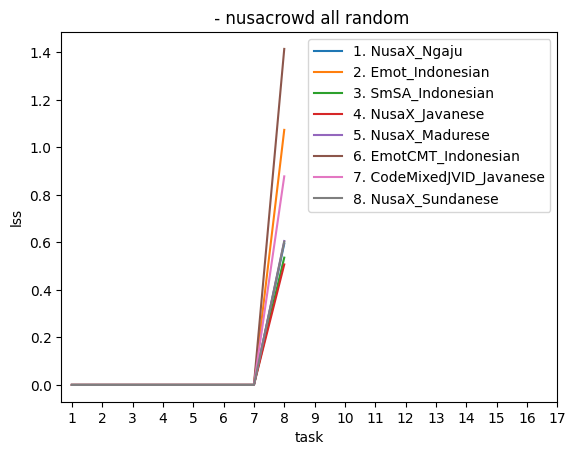 - nusacrowd all random
1. NusaX_Ngaju
2. Emot_Indonesian
3. SmSA_Indonesian
4. NusaX_Javanese
5. NusaX_Madurese
6. EmotCMT_Indonesian
7. CodeMixedJVID_Javanese
8. NusaX_Sundanese
1.4
1.2
1.0
0.8
0.6
0.4
0.2
0.0
lss
1 2 3 4 5 6 7 8 9 10 11 12 13 14 15 16 17
task